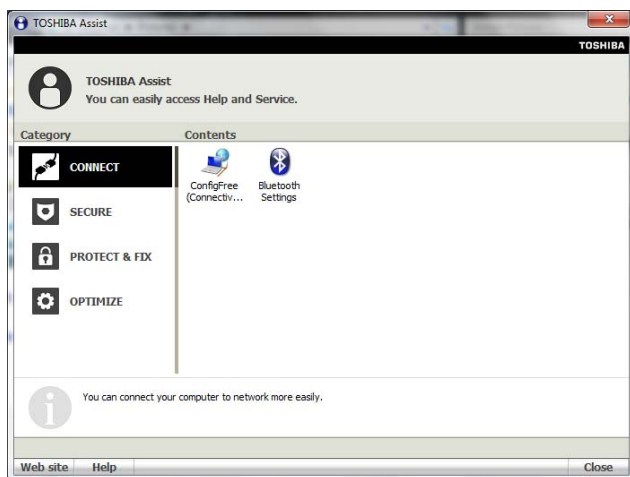 TOSHIBA Assist
TOSHIBA
TOSHIBA Assist
You can easily access Help and Service.
Category
Contents
CONNECT
SECURE
PROTECT & FIX
OPTIMIZE
ConfigFree
(Connectiv...
Bluetooth
Settings
You can connect your computer to network more easily.
Web site
Help
Close